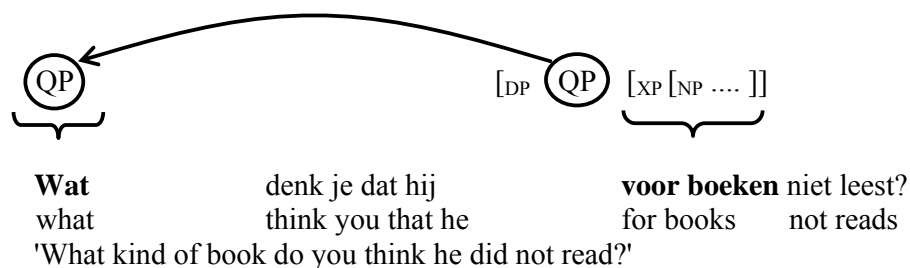 QP [DP QP [XP [NP .... ]]
Wat denk je dat hij voor boeken niet leest?
what think you that he for books not reads
'What kind of book do you think he did not read?'